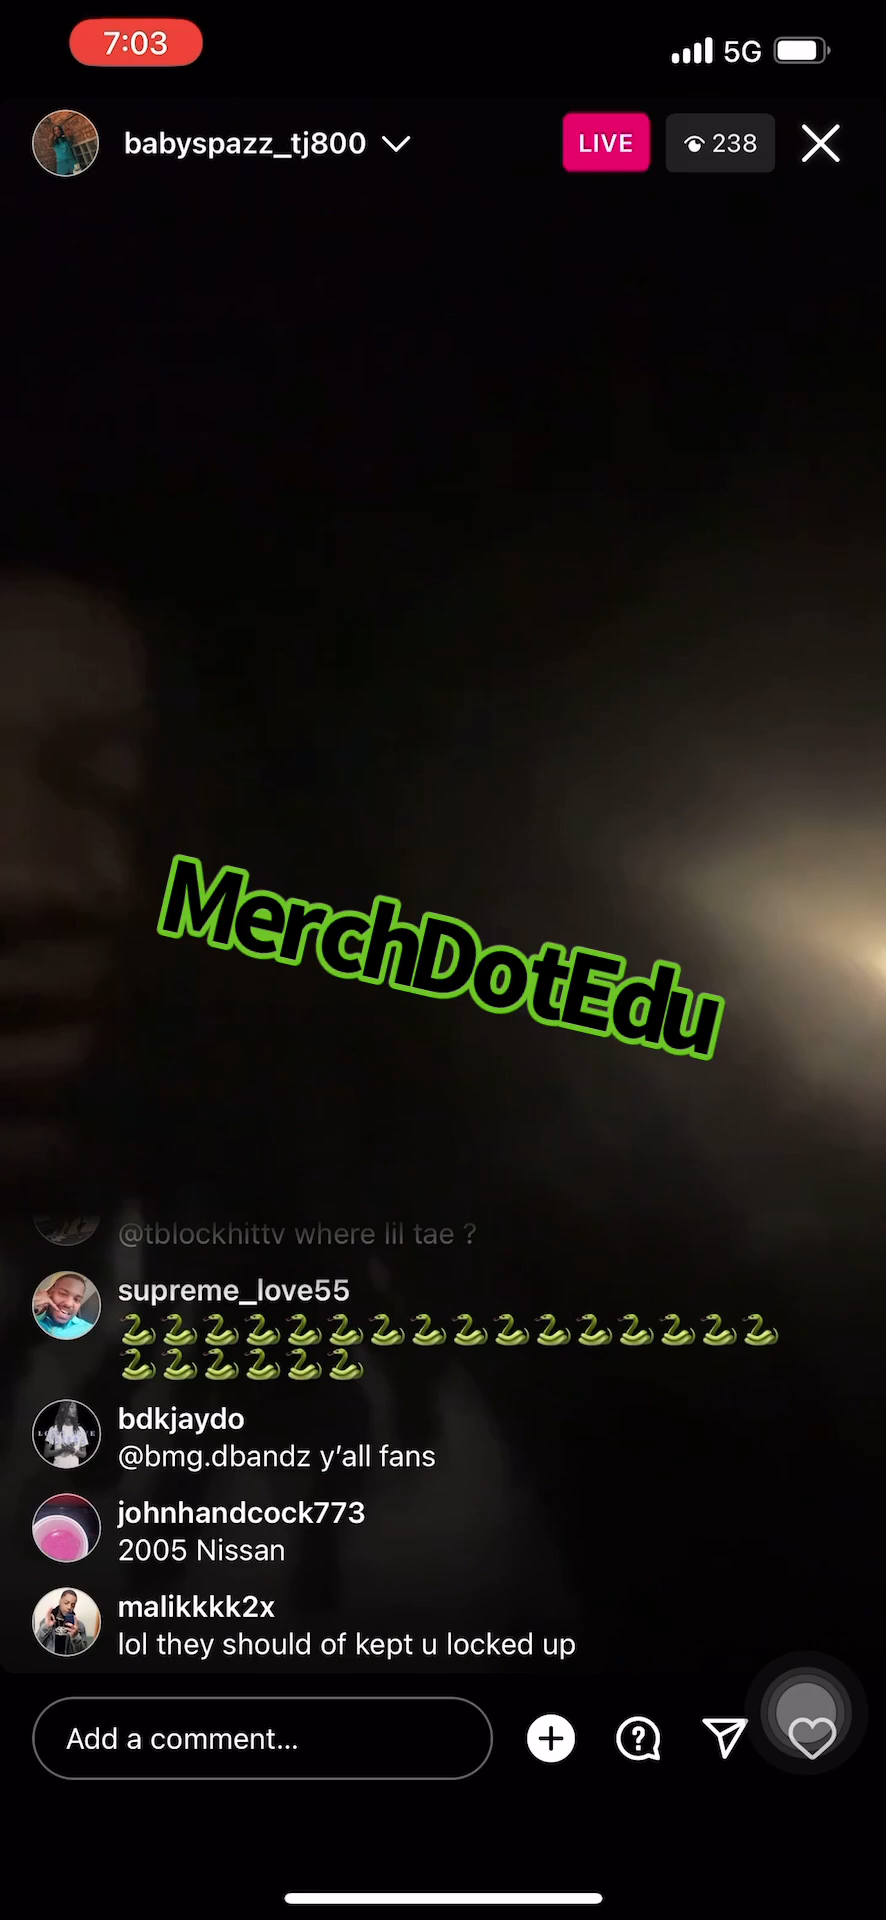 7:03
5G
babyspazz_tj800
LIVE
238
MerchDotEdu
@tblockhittv where lil tae ?
supreme_love55
🐍🐍🐍🐍🐍🐍🐍🐍🐍🐍🐍🐍🐍🐍🐍🐍
🐍🐍🐍🐍🐍🐍
bdkjaydo
@bmg.dbandz y’all fans
johnhandcock773
2005 Nissan
malikkkk2x
lol they should of kept u locked up
Add a comment...